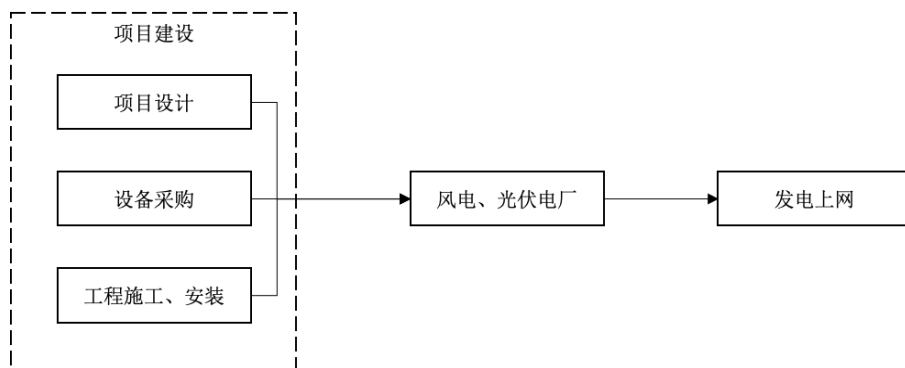 项目建设
项目设计
设备采购
工程施工、安装
风电、光伏电厂
发电上网